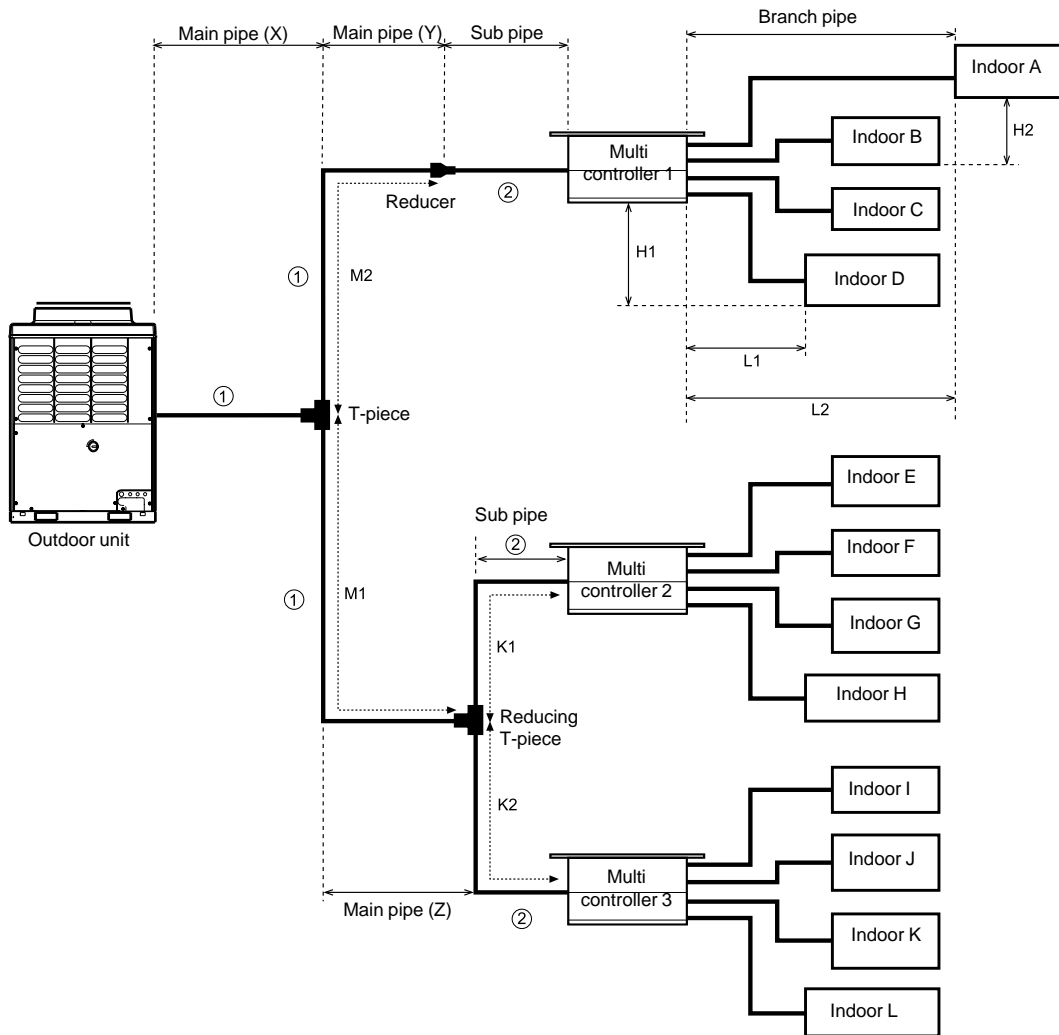 Branch pipe
Main pipe (X)
Main pipe (Y)
Sub pipe
Indoor A
H2
Indoor B
Multi
controller 1
②
Reducer
Indoor C
H1
①
M2
Indoor D
L1
①
T-piece
L2
Outdoor unit
Indoor E
Sub pipe
②
Indoor F
Multi
controller 2
①
M1
Indoor G
K1
Indoor H
Reducing
T-piece
Indoor I
K2
Indoor J
Multi
controller 3
Main pipe (Z)
②
Indoor K
Indoor L